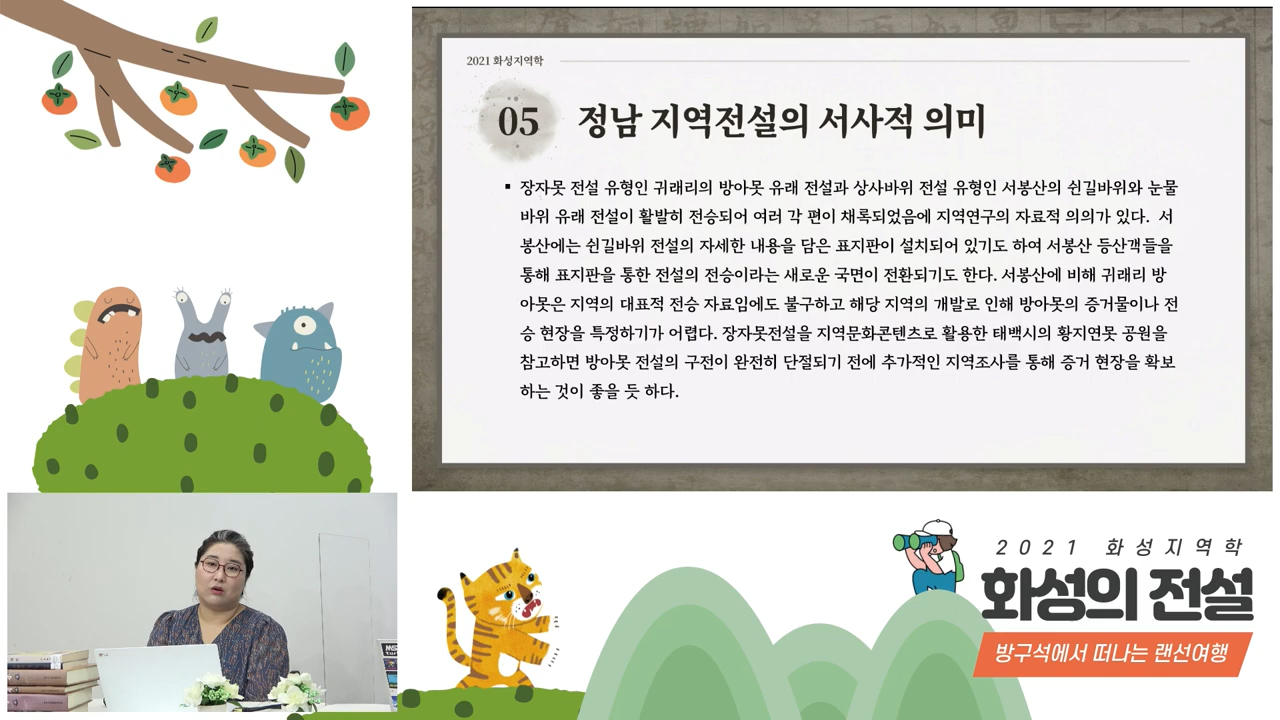 2021 화성지역학
05 정남 지역전설의 서사적 의미
▪ 장자못 전설 유형인 귀래리의 방아못 유래 전설과 상사바위 전설 유형인 서봉산의 쉰길바위와 눈물
바위 유래 전설이 활발히 전승되어 여러 각 편이 채록되었음에 지역연구의 자료적 의의가 있다. 서
봉산에는 쉰길바위 전설의 자세한 내용을 담은 표지판이 설치되어 있기도 하여 서봉산 등산객들을
통해 표지판을 통한 전설의 전승이라는 새로운 국면이 전환되기도 한다. 서봉산에 비해 귀래리 방
아못은 지역의 대표적 전승 자료임에도 불구하고 해당 지역의 개발로 인해 방아못의 증거물이나 전
승 현장을 특정하기가 어렵다. 장자못전설을 지역문화콘텐츠로 활용한 태백시의 황지연못 공원을
참고하면 방아못 전설의 구전이 완전히 단절되기 전에 추가적인 지역조사를 통해 증거 현장을 확보
하는 것이 좋을 듯 하다.
2021 화성지역학
화성의 전설
방구석에서 떠나는 랜선여행